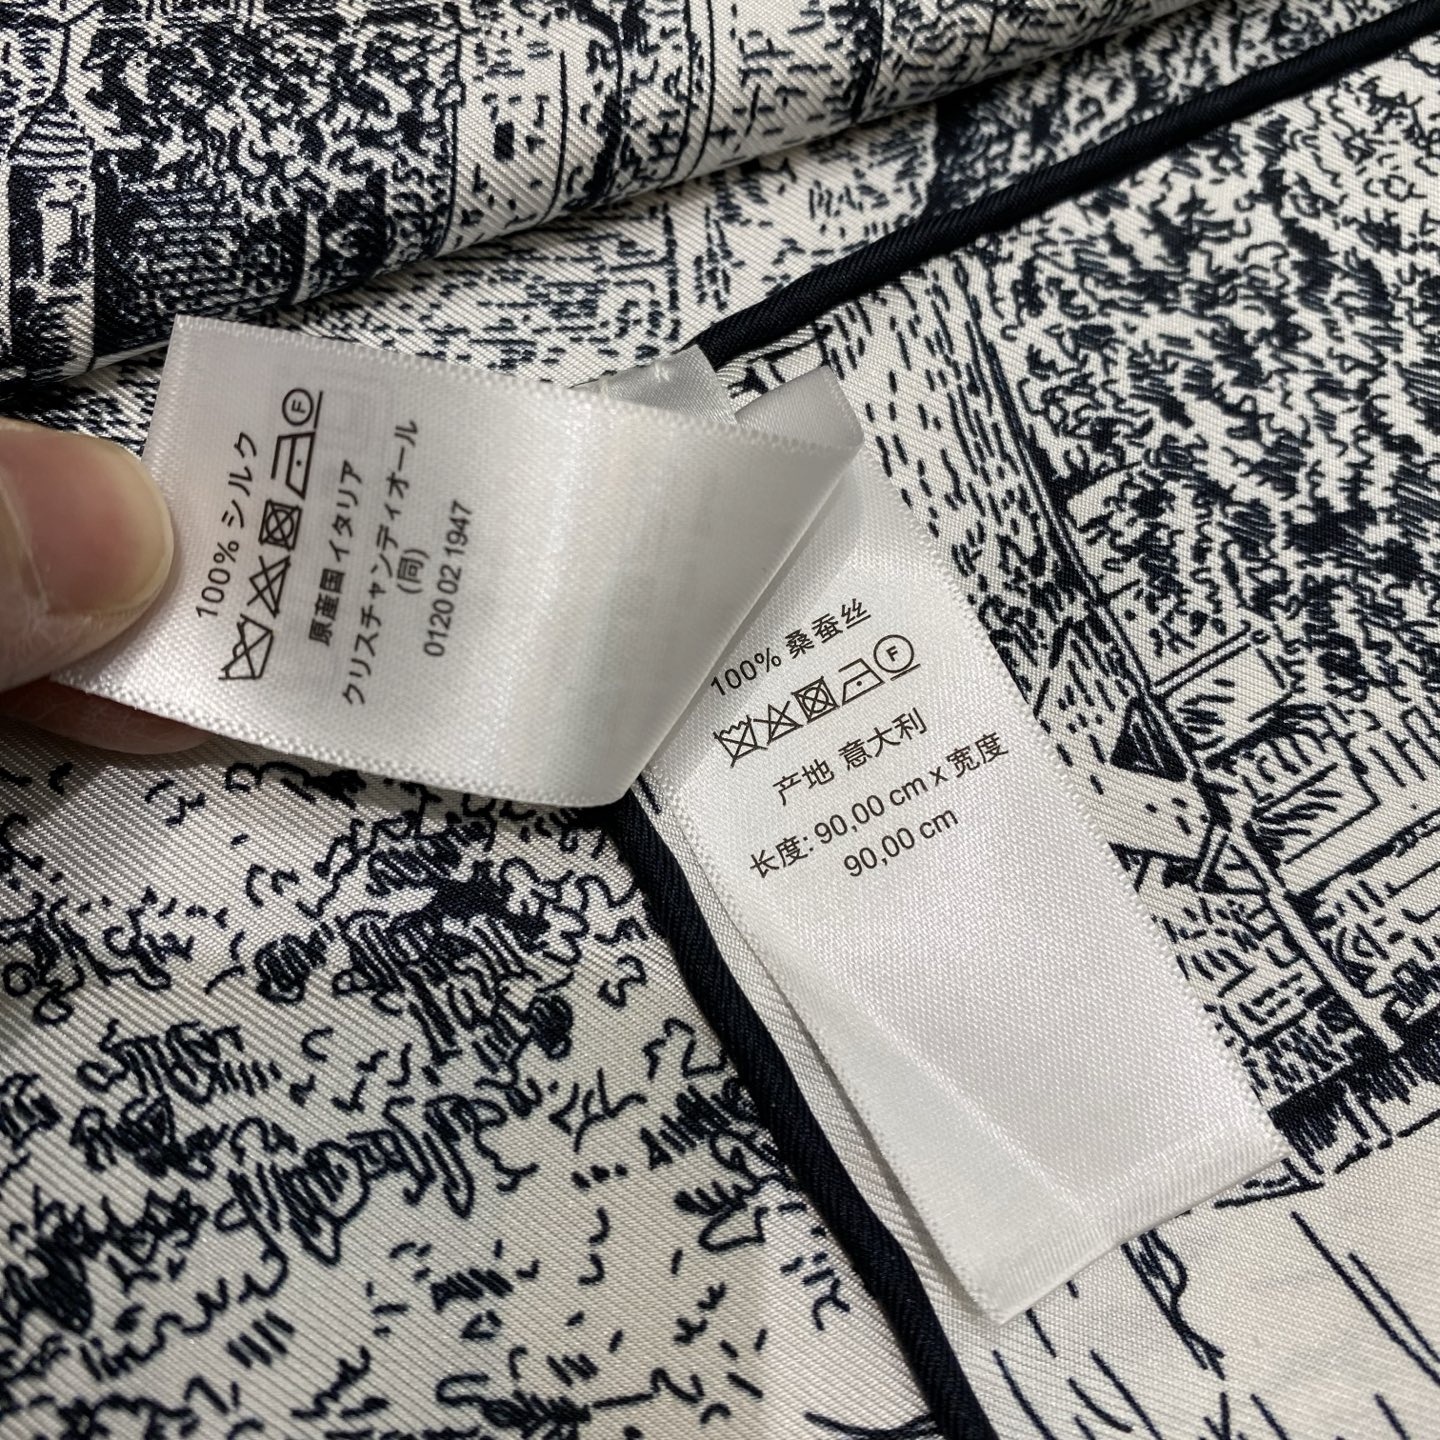 100% シルク
原産国 イタリア
クリスチャンディオール
(同)
0120 02 1947
100% 桑蚕丝
F
产地 意大利
长度: 90,00 cm x 宽度
90,00 cm